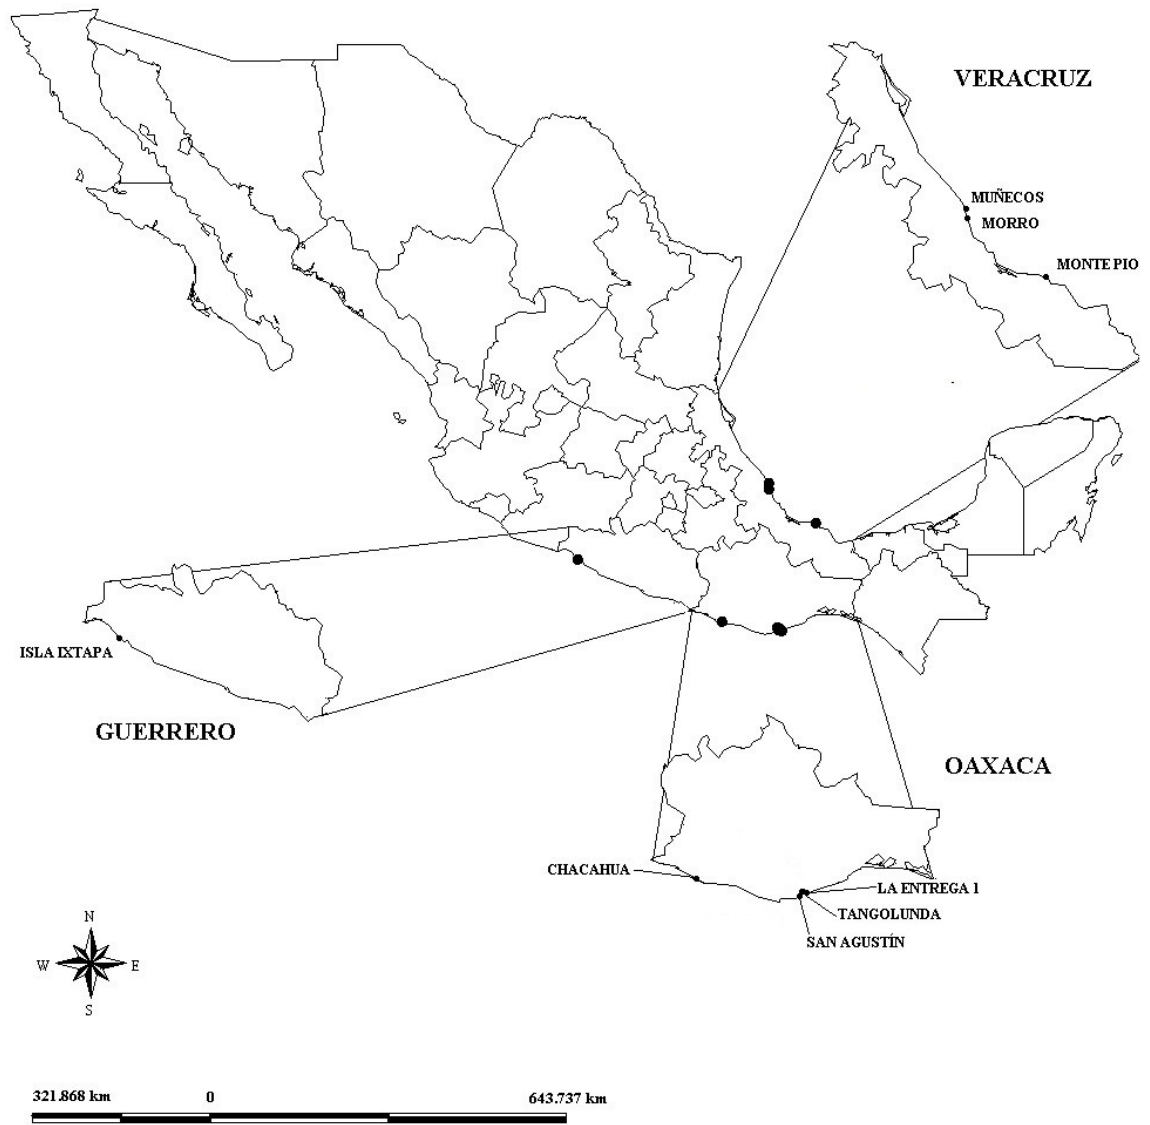 VERACRUZ
MUÑECOS
MORRO
MONTE PIO
ISLA IXTAPA
GUERRERO
OAXACA
CHACAHUA
LA ENTREGA 1
TANGOLUNDA
SAN AGUSTÍN
N
W E
S
321.868 km 0 643.737 km